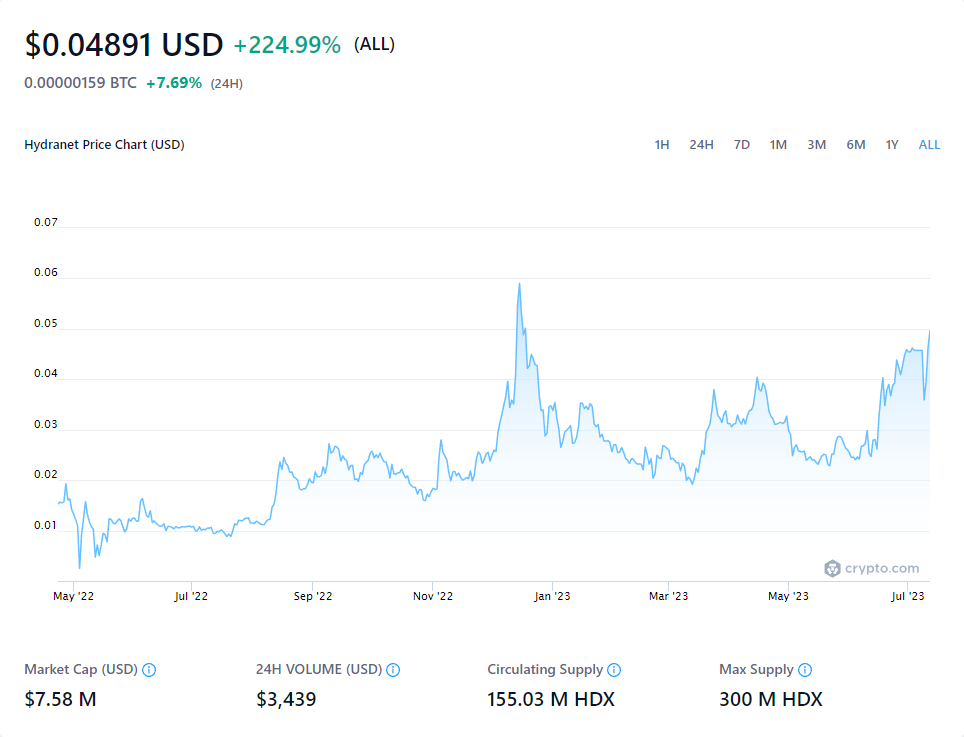 $0.04891 USD +224.99% (ALL)
0.00000159 BTC +7.69% (24H)
Hydranet Price Chart (USD) 1H 24H 7D 1M 3M 6M 1Y ALL
0.07
0.06
0.05
0.04
0.03
0.02
0.01
crypto.com
May '22 Jul '22 Sep '22 Nov '22 Jan '23 Mar '23 May '23 Jul '23
Market Cap (USD) 24H VOLUME (USD) Circulating Supply Max Supply
$7.58 M $3,439 155.03 M HDX 300 M HDX